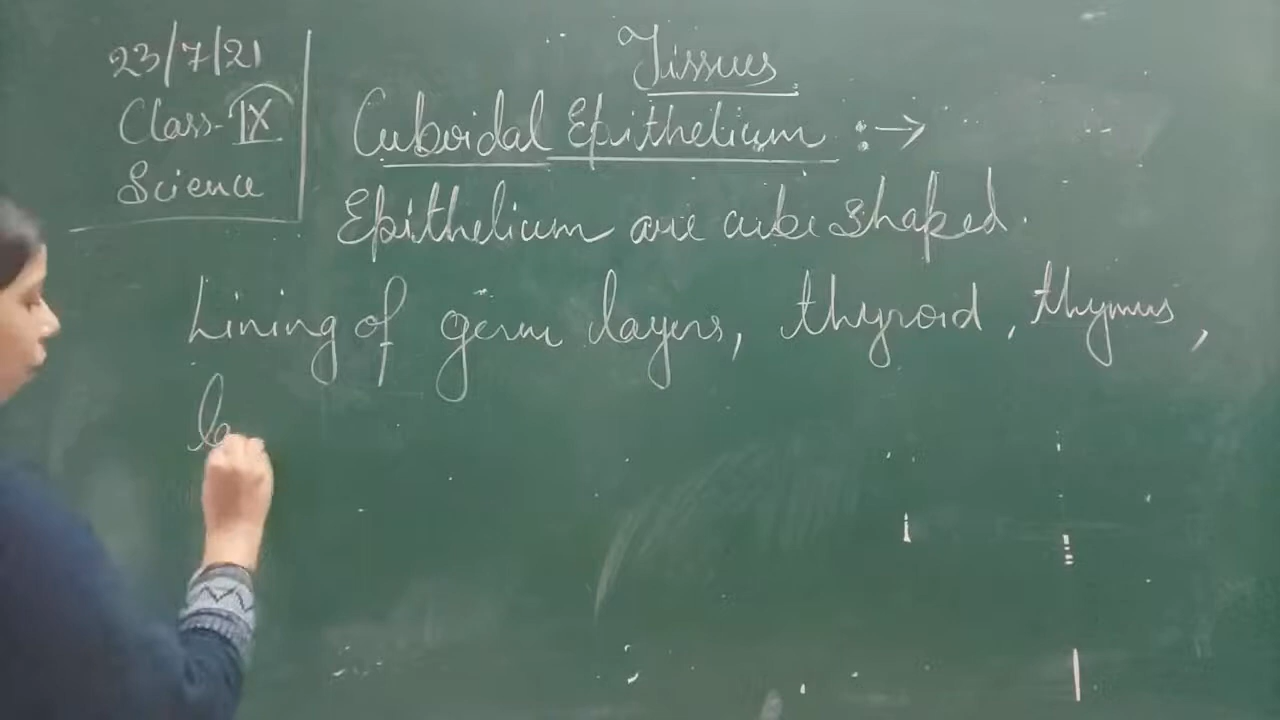 23/7/21
Class-IX
Science
Tissues
Cuboidal Epithelium :→
Epithelium are cube shaped.
Lining of germ layers, thyroid, thymus,